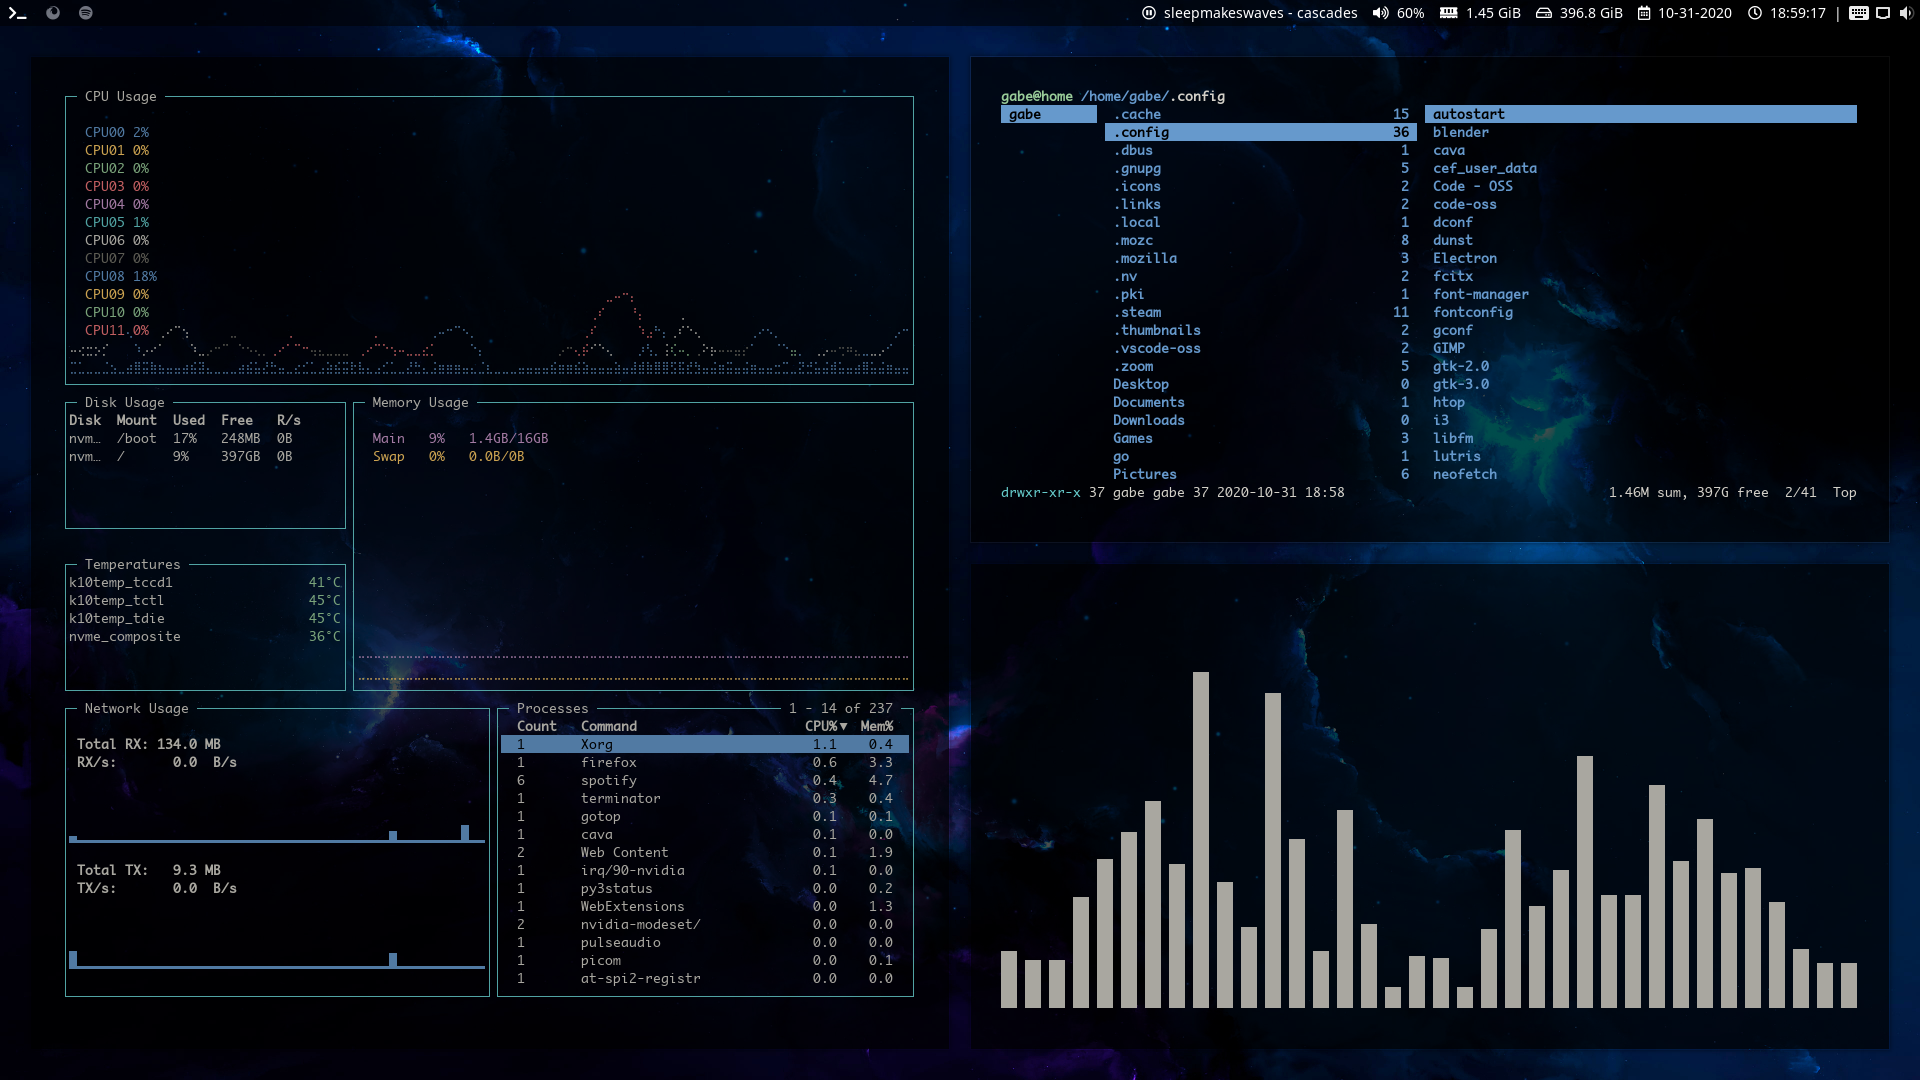 sleepmakeswaves - cascades 60% 1.45 GiB 396.8 GiB 10-31-2020 18:59:17 |
CPU Usage
CPU00 2%
CPU01 0%
CPU02 0%
CPU03 0%
CPU04 0%
CPU05 1%
CPU06 0%
CPU07 0%
CPU08 18%
CPU09 0%
CPU10 0%
CPU11 0%
Disk Usage
Disk Mount Used Free R/s
nvm… /boot 17% 248MB 0B
nvm… / 9% 397GB 0B
Memory Usage
Main 9% 1.4GB/16GB
Swap 0% 0.0B/0B
Temperatures
k10temp_tccd1 41°C
k10temp_tctl 45°C
k10temp_tdie 45°C
nvme_composite 36°C
Network Usage
Total RX: 134.0 MB
RX/s: 0.0 B/s
Total TX: 9.3 MB
TX/s: 0.0 B/s
Processes 1 - 14 of 237
Count Command CPU%▼ Mem%
1 Xorg 1.1 0.4
1 firefox 0.6 3.3
6 spotify 0.4 4.7
1 terminator 0.3 0.4
1 gotop 0.1 0.1
1 cava 0.1 0.0
2 Web Content 0.1 1.9
1 irq/90-nvidia 0.1 0.0
1 py3status 0.0 0.2
1 WebExtensions 0.0 1.3
2 nvidia-modeset/ 0.0 0.0
1 pulseaudio 0.0 0.0
1 picom 0.0 0.1
1 at-spi2-registr 0.0 0.0
gabe@home /home/gabe/.config
gabe .cache 15 autostart
.config 36 blender
.dbus 1 cava
.gnupg 5 cef_user_data
.icons 2 Code - OSS
.links 2 code-oss
.local 1 dconf
.mozc 8 dunst
.mozilla 3 Electron
.nv 2 fcitx
.pki 1 font-manager
.steam 11 fontconfig
.thumbnails 2 gconf
.vscode-oss 2 GIMP
.zoom 5 gtk-2.0
Desktop 0 gtk-3.0
Documents 1 htop
Downloads 0 i3
Games 3 libfm
go 1 lutris
Pictures 6 neofetch
drwxr-xr-x 37 gabe gabe 37 2020-10-31 18:58 1.46M sum, 397G free 2/41 Top